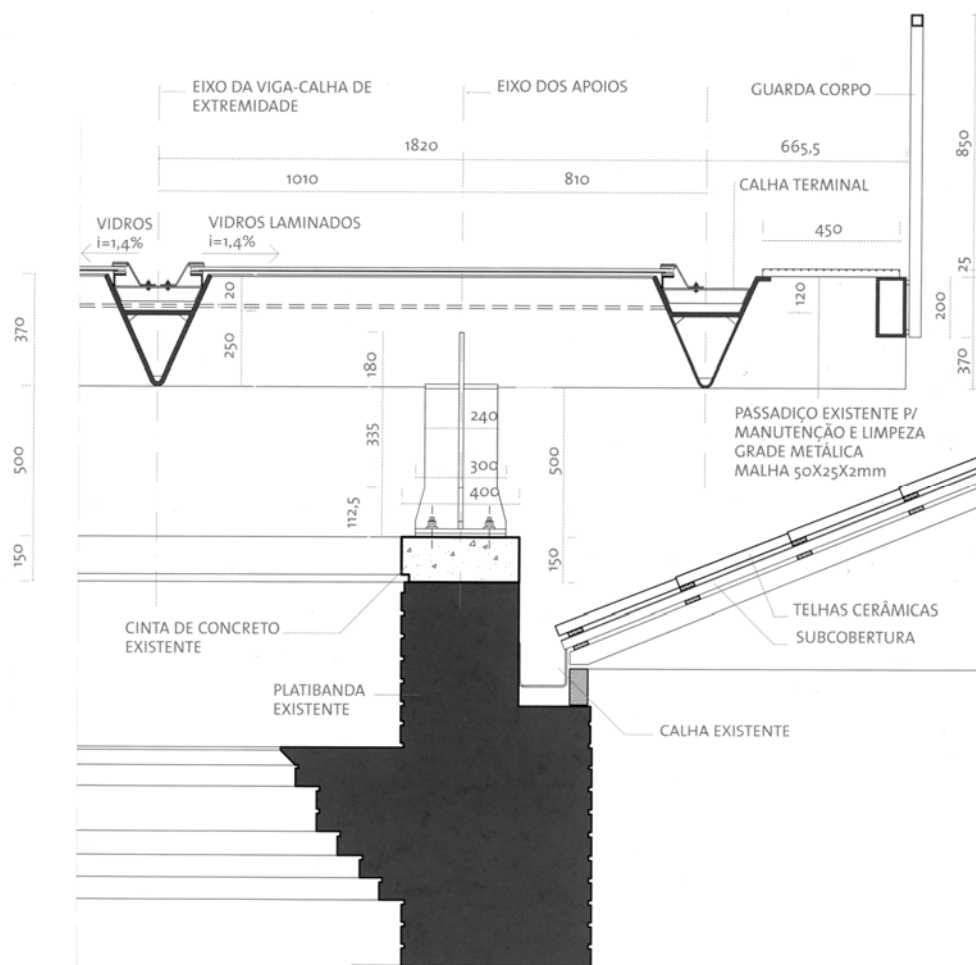 EIXO DA VIGA-CALHA DE
EXTREMIDADE
EIXO DOS APOIOS
GUARDA CORPO
1820
665,5
850
1010
810
CALHA TERMINAL
VIDROS
i=1,4%
VIDROS LAMINADOS
i=1,4%
450
25
20
120
200
370
250
180
370
240
335
PASSADIÇO EXISTENTE P/
MANUTENÇÃO E LIMPEZA
GRADE METÁLICA
MALHA 50X25X2mm
500
300
500
400
112,5
150
150
TELHAS CERÂMICAS
CINTA DE CONCRETO
EXISTENTE
SUBCOBERTURA
PLATIBANDA
EXISTENTE
CALHA EXISTENTE